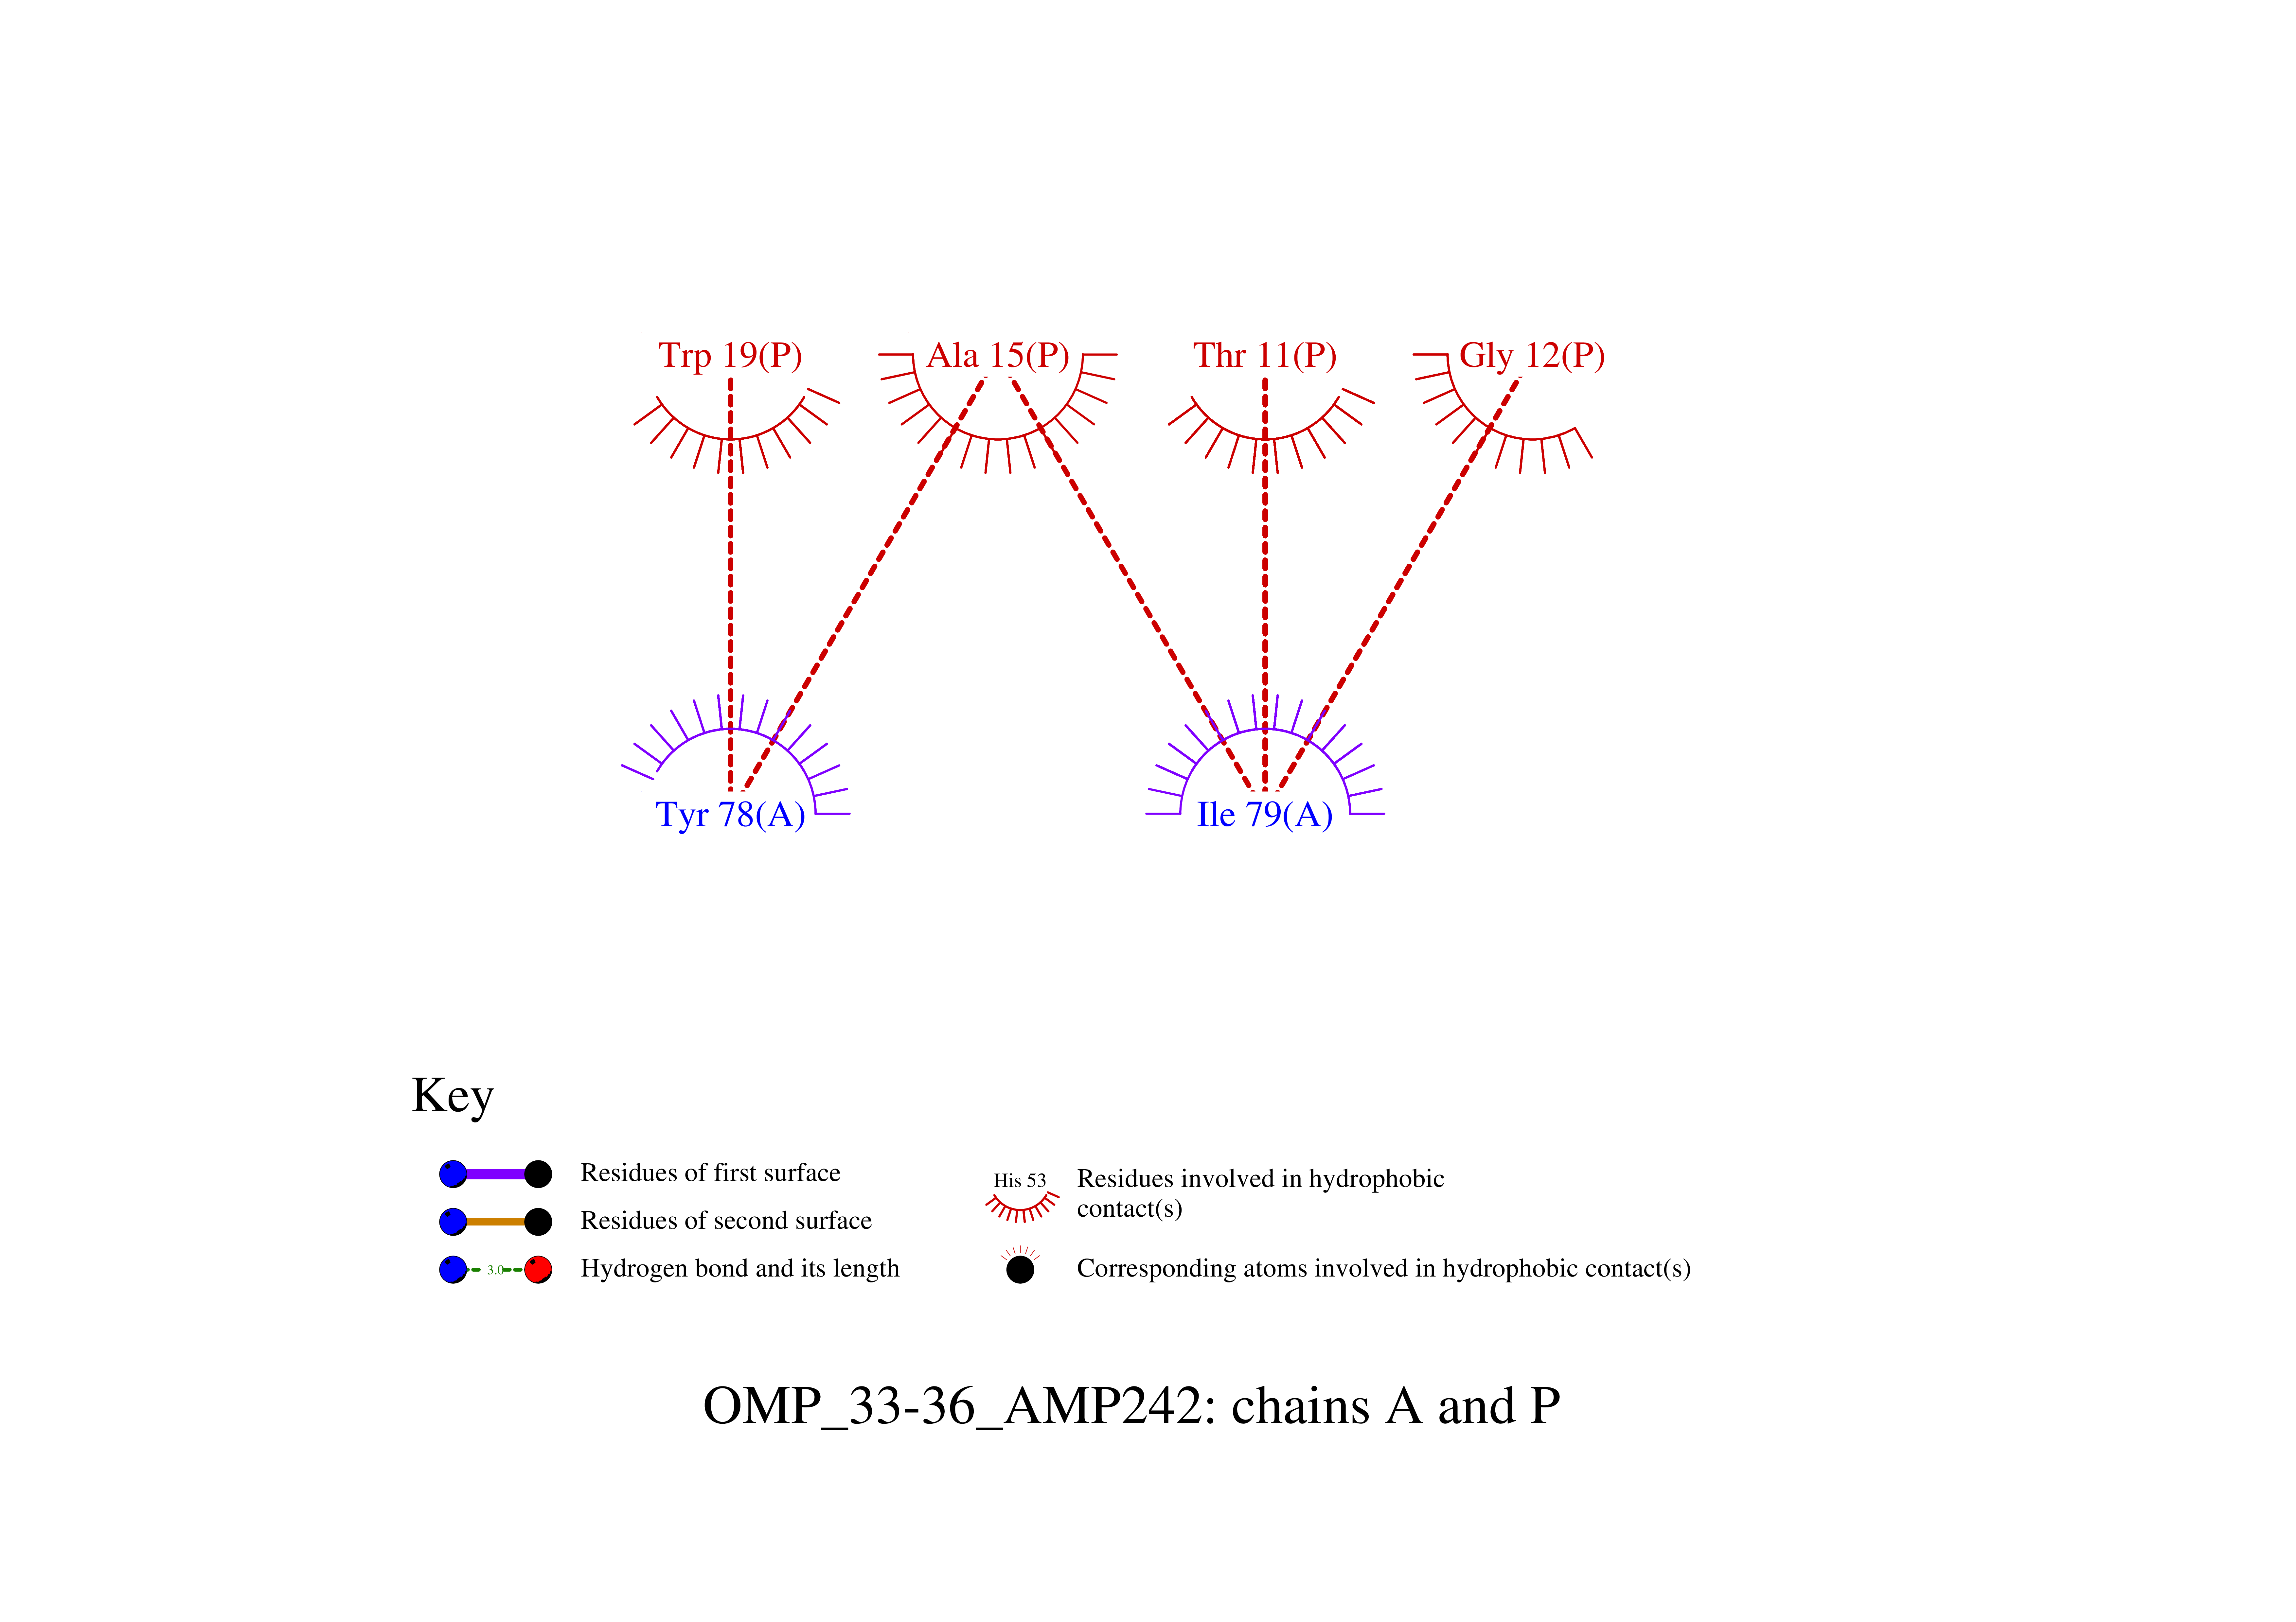 Trp 19(P) Ala 15(P) Thr 11(P) Gly 12(P)
Tyr 78(A) Ile 79(A)
Key
Residues of first surface
Residues of second surface
3.0
Hydrogen bond and its length
His 53
Residues involved in hydrophobic
contact(s)
Corresponding atoms involved in hydrophobic contact(s)
OMP_33-36_AMP242: chains A and P